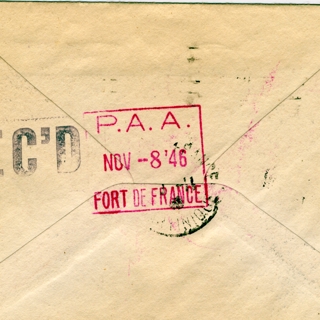 EC'D
P.A.A.
NOV -8 '46
FORT DE FRANCE